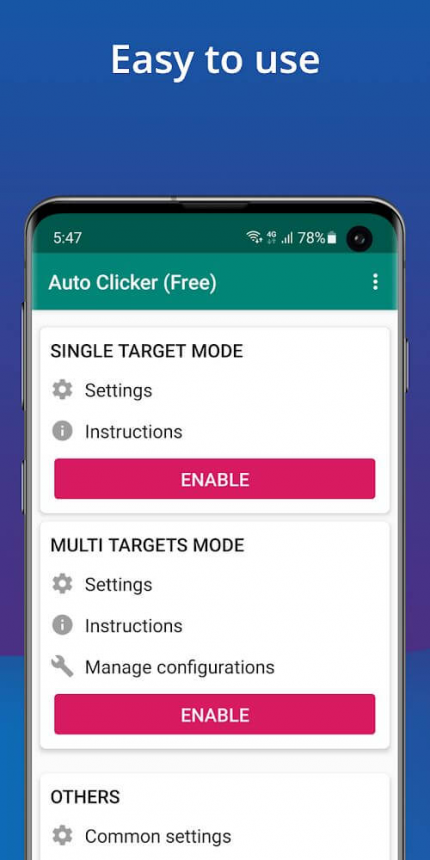 Easy to use
5:47
4G
78%
Auto Clicker (Free)
SINGLE TARGET MODE
Settings
Instructions
ENABLE
MULTI TARGETS MODE
Settings
Instructions
Manage configurations
ENABLE
OTHERS
Common settings